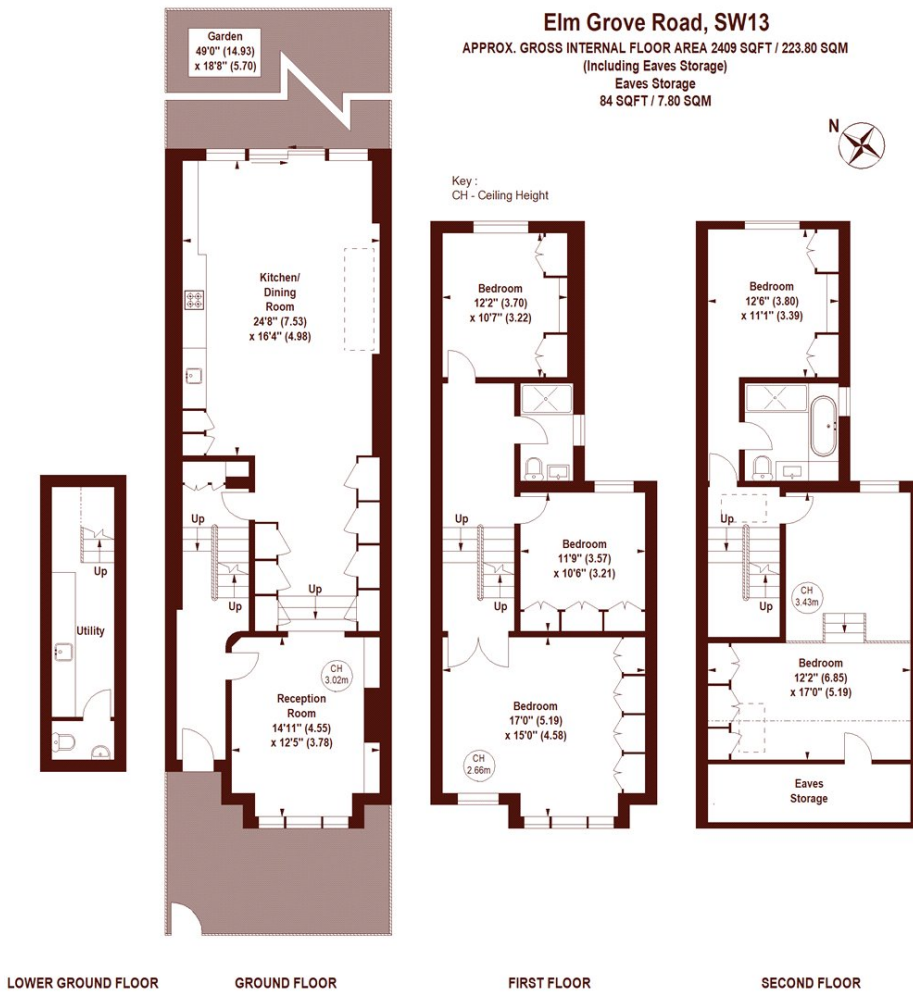 Elm Grove Road, SW13
APPROX. GROSS INTERNAL FLOOR AREA 2409 SQFT / 223.80 SQM
(Including Eaves Storage)
Eaves Storage
84 SQFT / 7.80 SQM
N
Key :
CH - Ceiling Height
Garden
49'0" (14.93)
x 18'8" (5.70)
Kitchen/
Dining
Room
24'8" (7.53)
x 16'4" (4.98)
Up
Up
Up
CH
3.02m
Reception
Room
14'11" (4.55)
x 12'5" (3.78)
Up
Utility
Bedroom
12'2" (3.70)
x 10'7" (3.22)
Up
Up
Bedroom
11'9" (3.57)
x 10'6" (3.21)
Bedroom
17'0" (5.19)
x 15'0" (4.58)
CH
2.66m
Bedroom
12'6" (3.80)
x 11'1" (3.39)
Up
Up
CH
3.43m
Bedroom
12'2" (6.85)
x 17'0" (5.19)
Eaves
Storage
LOWER GROUND FLOOR
GROUND FLOOR
FIRST FLOOR
SECOND FLOOR